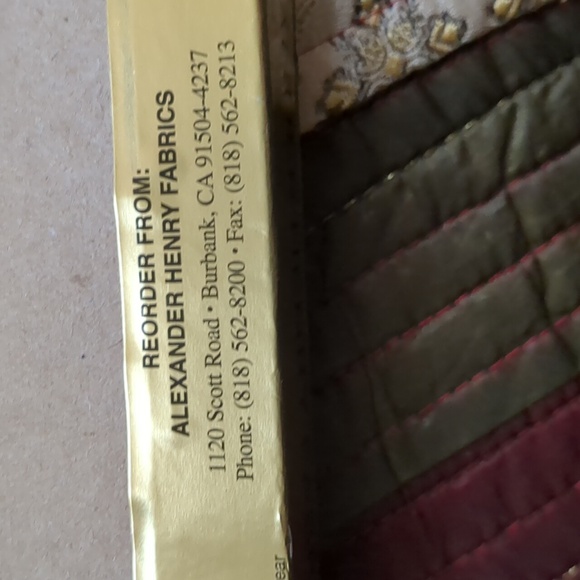 REORDER FROM:
ALEXANDER HENRY FABRICS
1120 Scott Road • Burbank, CA 91504-4237
Phone: (818) 562-8200 • Fax: (818) 562-8213